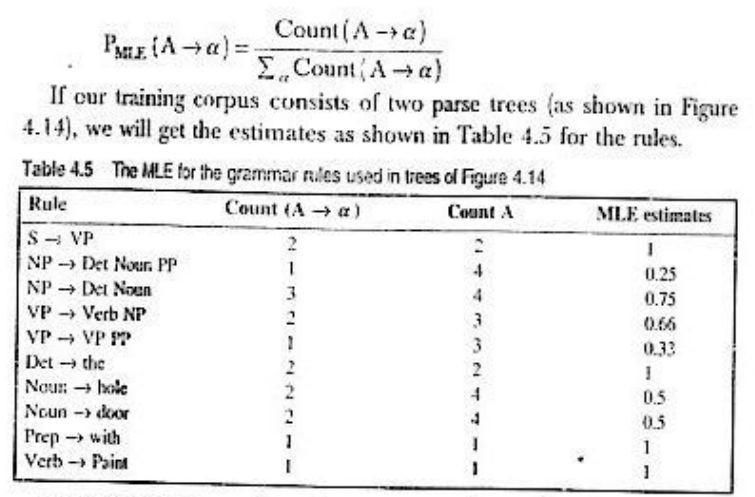 P_MLE (A → α) = Count(A → α) / Σ_α Count(A → α)
If our training corpus consists of two parse trees (as shown in Figure
4.14), we will get the estimates as shown in Table 4.5 for the rules.
Table 4.5 The MLE for the grammar rules used in trees of Figure 4.14
Rule Count (A → α) Count A MLE estimates
S → VP 2 2 1
NP → Det Noun PP 1 4 0.25
NP → Det Noun 3 4 0.75
VP → Verb NP 2 3 0.66
VP → VP PP 1 3 0.33
Det → the 2 2 1
Noun → hole 2 4 0.5
Noun → door 2 4 0.5
Prep → with 1 1 1
Verb → Paint 1 1 1